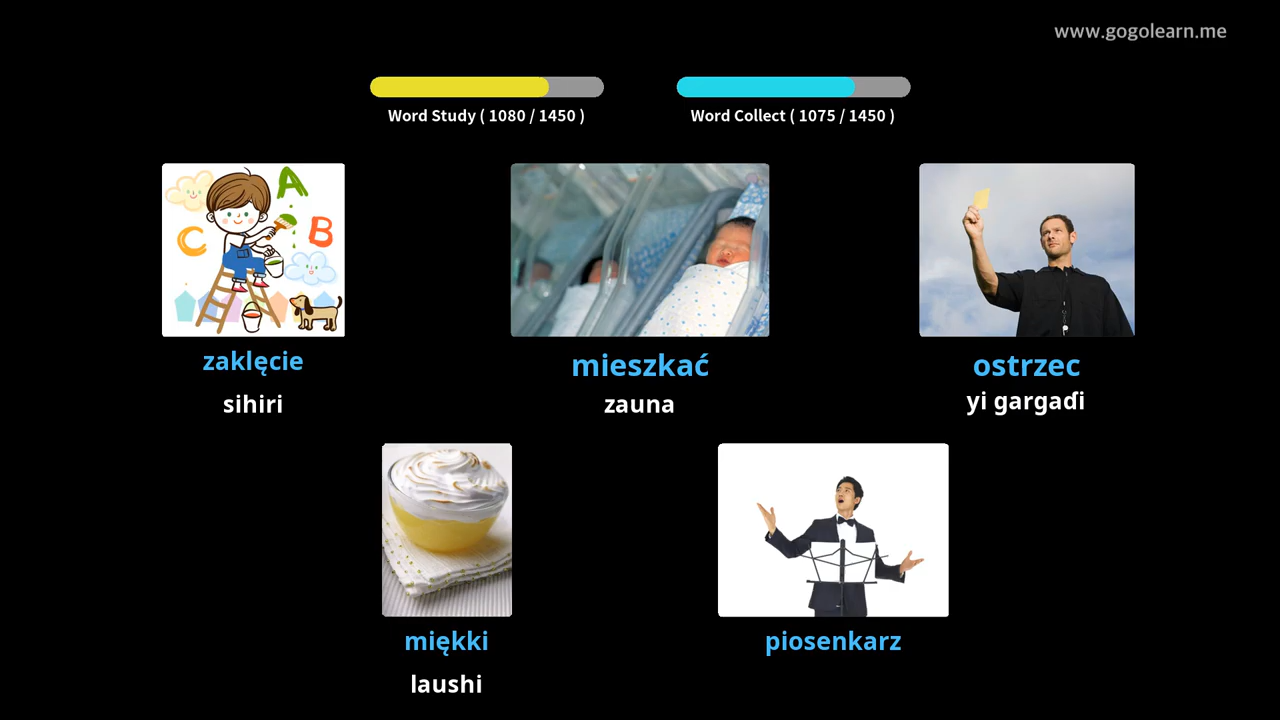 www.gogolearn.me
Word Study ( 1080 / 1450 )
Word Collect ( 1075 / 1450 )
A
B
C
zaklęcie
mieszkać
ostrzec
sihiri
zauna
yi gargaɗi
miękki
piosenkarz
laushi